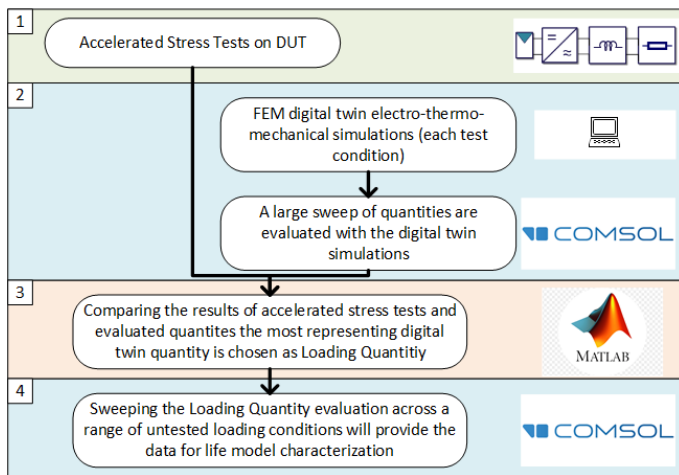 1
Accelerated Stress Tests on DUT
2
FEM digital twin electro-thermo-
mechanical simulations (each test
condition)
A large sweep of quantities are
evaluated with the digital twin
simulations
COMSOL
3
Comparing the results of accelerated stress tests and
evaluated quantites the most representing digital
twin quantity is chosen as Loading Quantitiy
MATLAB
4
Sweeping the Loading Quantity evaluation across a
range of untested loading conditions will provide the
data for life model characterization
COMSOL